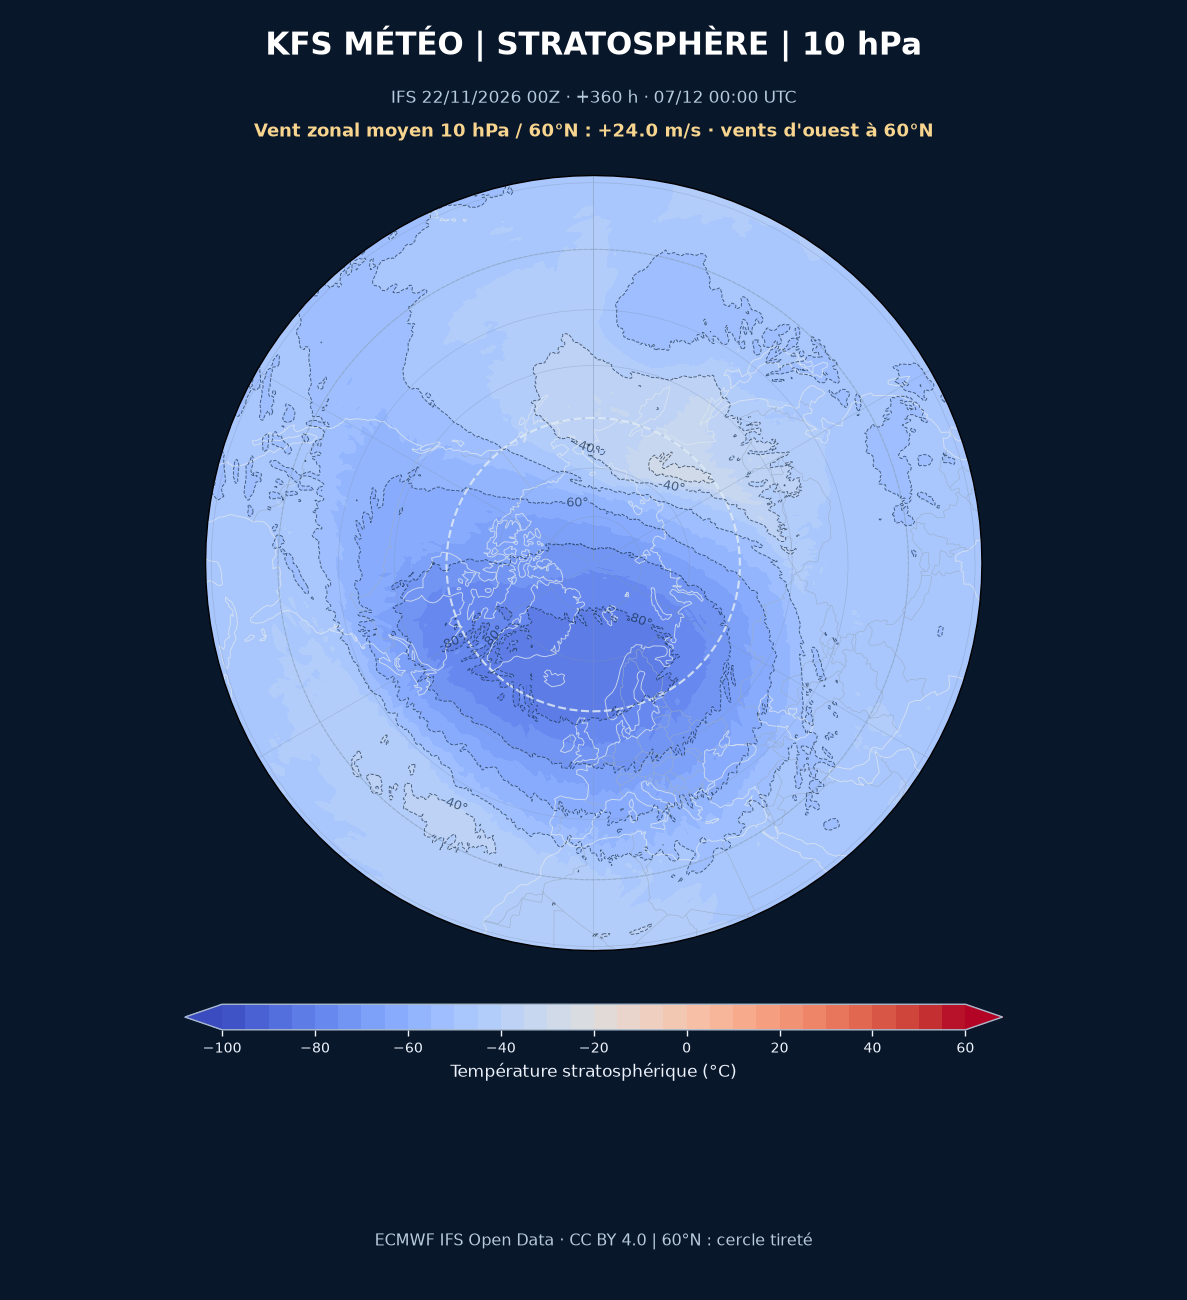 KFS MÉTÉO | STRATOSPHÈRE | 10 hPa
IFS 22/11/2026 00Z · +360 h · 07/12 00:00 UTC
Vent zonal moyen 10 hPa / 60°N : +24.0 m/s · vents d'ouest à 60°N
-40°
-40°
-60°
-80°
-80°
-80°
-40°
−100 −80 −60 −40 −20 0 20 40 60
Température stratosphérique (°C)
ECMWF IFS Open Data · CC BY 4.0 | 60°N : cercle tireté